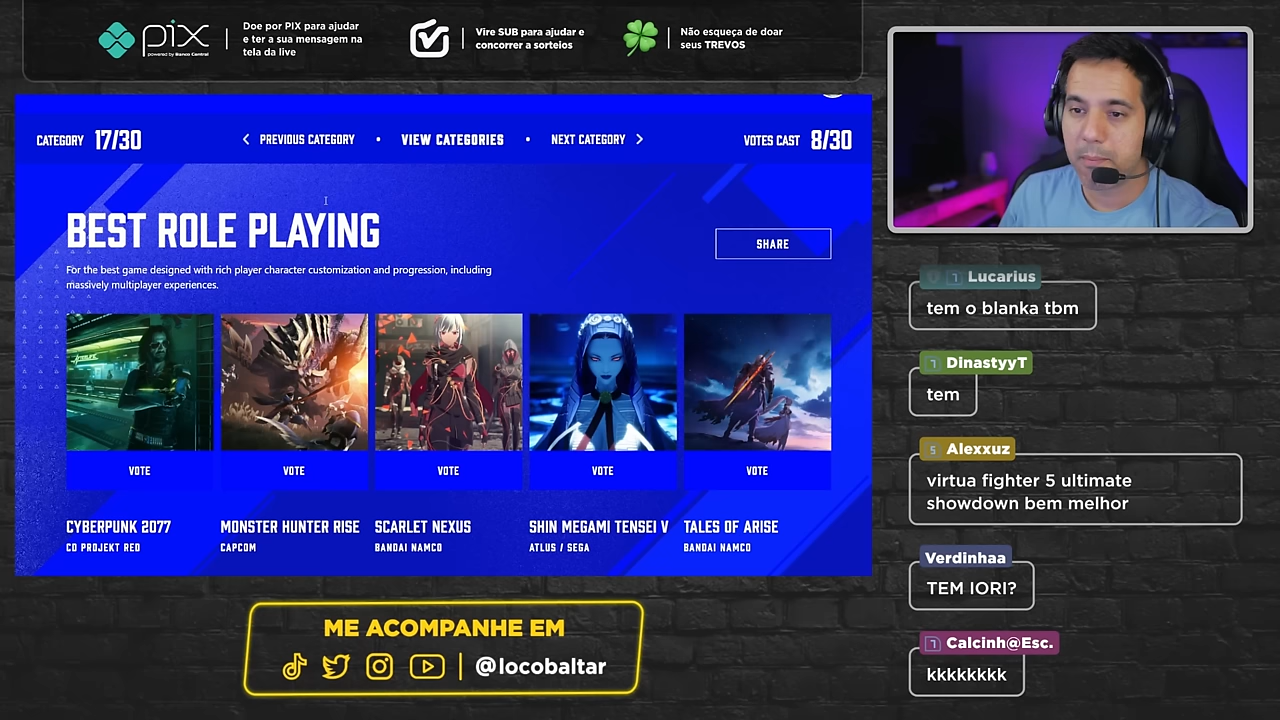 pix
powered by Banco Central
Doe por PIX para ajudar
e ter a sua mensagem na
tela da live
Vire SUB para ajudar e
concorrer a sorteios
Não esqueça de doar
seus TREVOS
CATEGORY 17/30
PREVIOUS CATEGORY • VIEW CATEGORIES • NEXT CATEGORY
VOTES CAST 8/30
BEST ROLE PLAYING
SHARE
For the best game designed with rich player character customization and progression, including
massively multiplayer experiences.
VOTE
VOTE
VOTE
VOTE
VOTE
CYBERPUNK 2077
CD PROJEKT RED
MONSTER HUNTER RISE
CAPCOM
SCARLET NEXUS
BANDAI NAMCO
SHIN MEGAMI TENSEI V
ATLUS / SEGA
TALES OF ARISE
BANDAI NAMCO
ME ACOMPANHE EM
@locobaltar
1 Lucarius
tem o blanka tbm
1 DinastyyT
tem
5 Alexxuz
virtua fighter 5 ultimate
showdown bem melhor
Verdinhaa
TEM IORI?
1 Calcinh@Esc.
kkkkkkkk